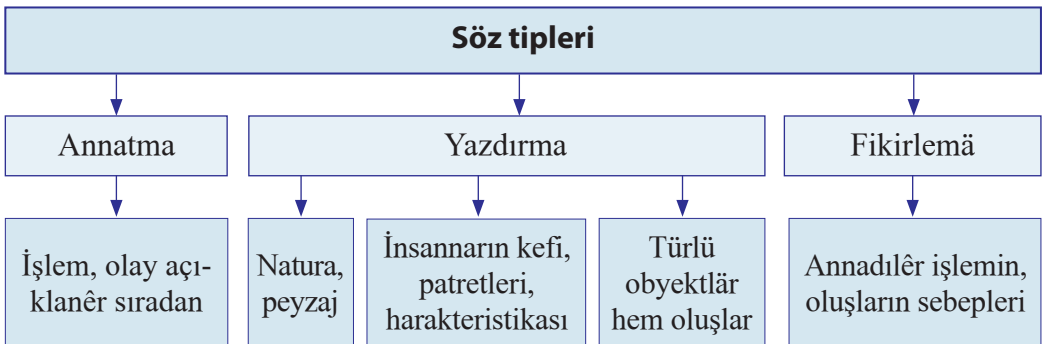 Söz tipleri
Annatma
Yazdırma
Fikirlemä
İşlem, olay açı-
klanêr sıradan
Natura,
peyzaj
İnsannarın kefi,
patretleri,
harakteristikası
Türlü
obyektlär
hem oluşlar
Annadılêr işlemin,
oluşların sebepleri